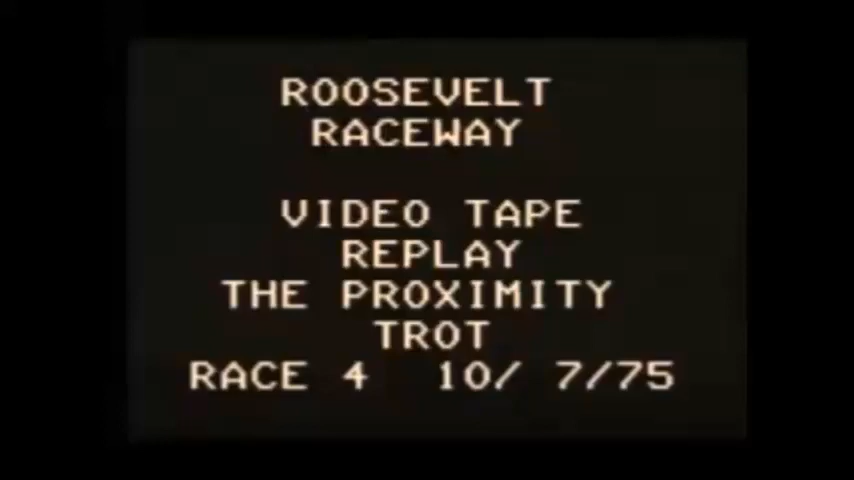 ROOSEVELT
RACEWAY
VIDEO TAPE
REPLAY
THE PROXIMITY
TROT
RACE 4 10/ 7/75